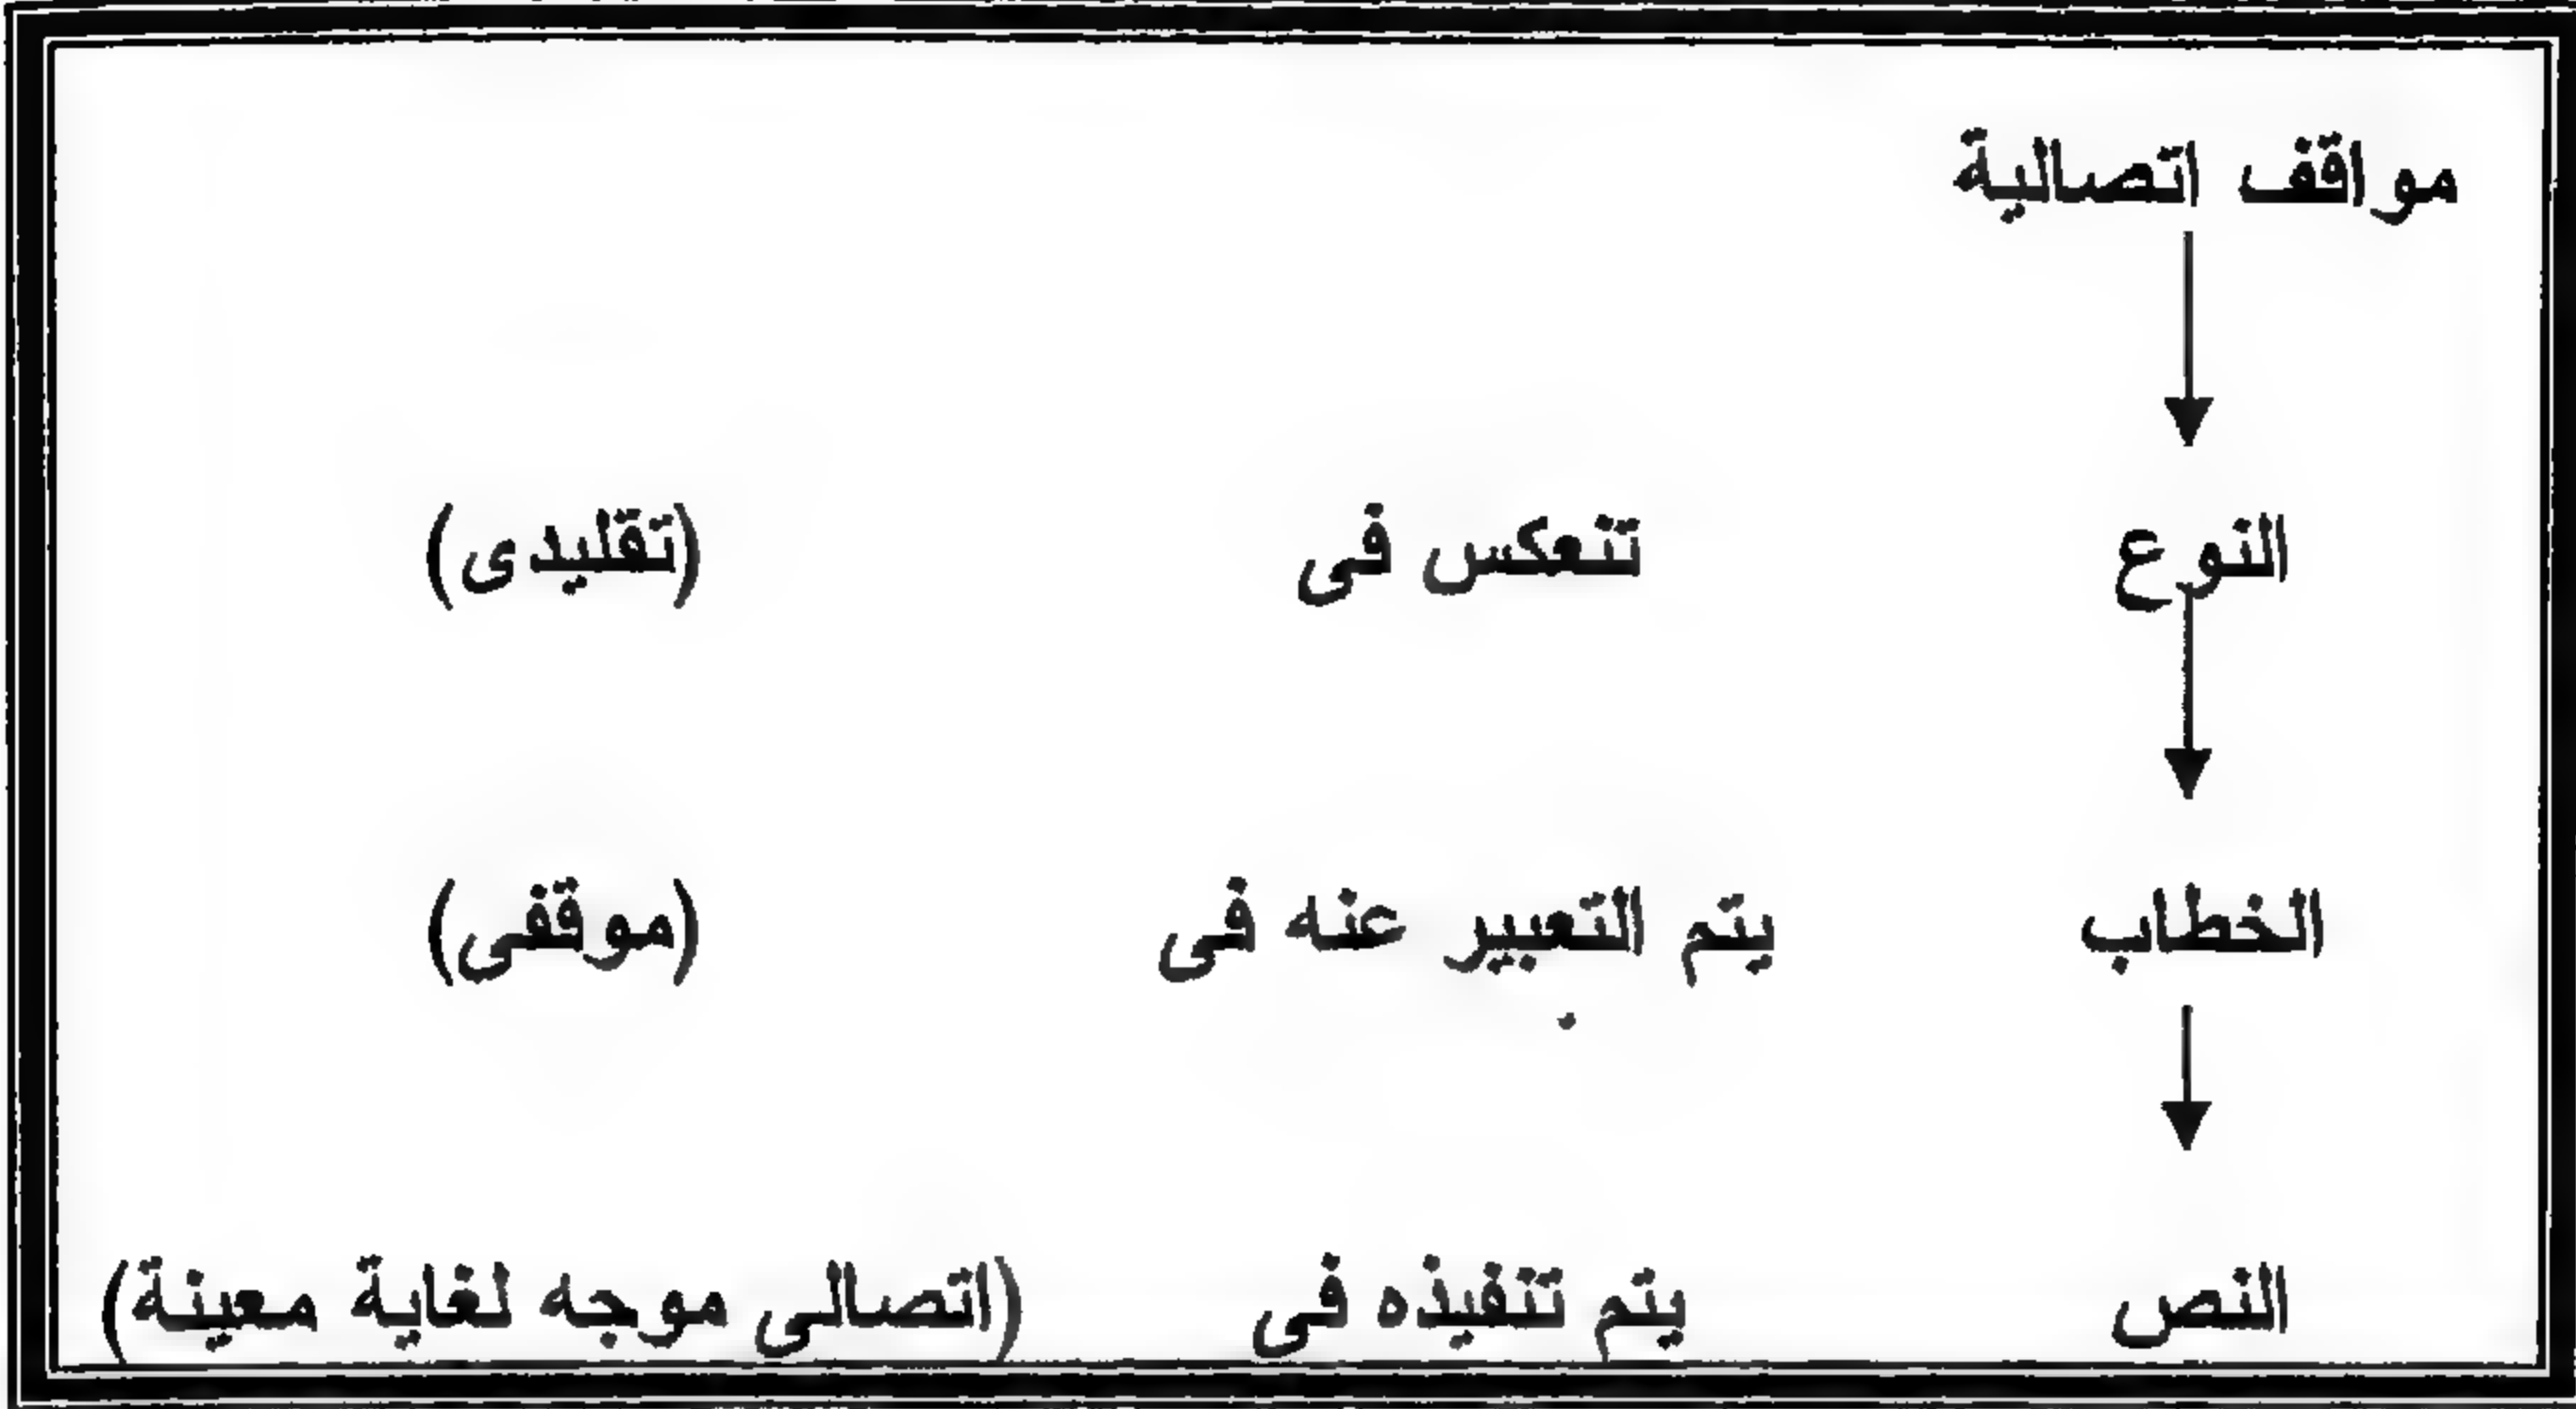 مواقف اتصالية
النوع تنعكس فى (تقليدى)
الخطاب يتم التعبير عنه فى (موقفى)
النص يتم تنفيذه فى (اتصالى موجه لغاية معينة)